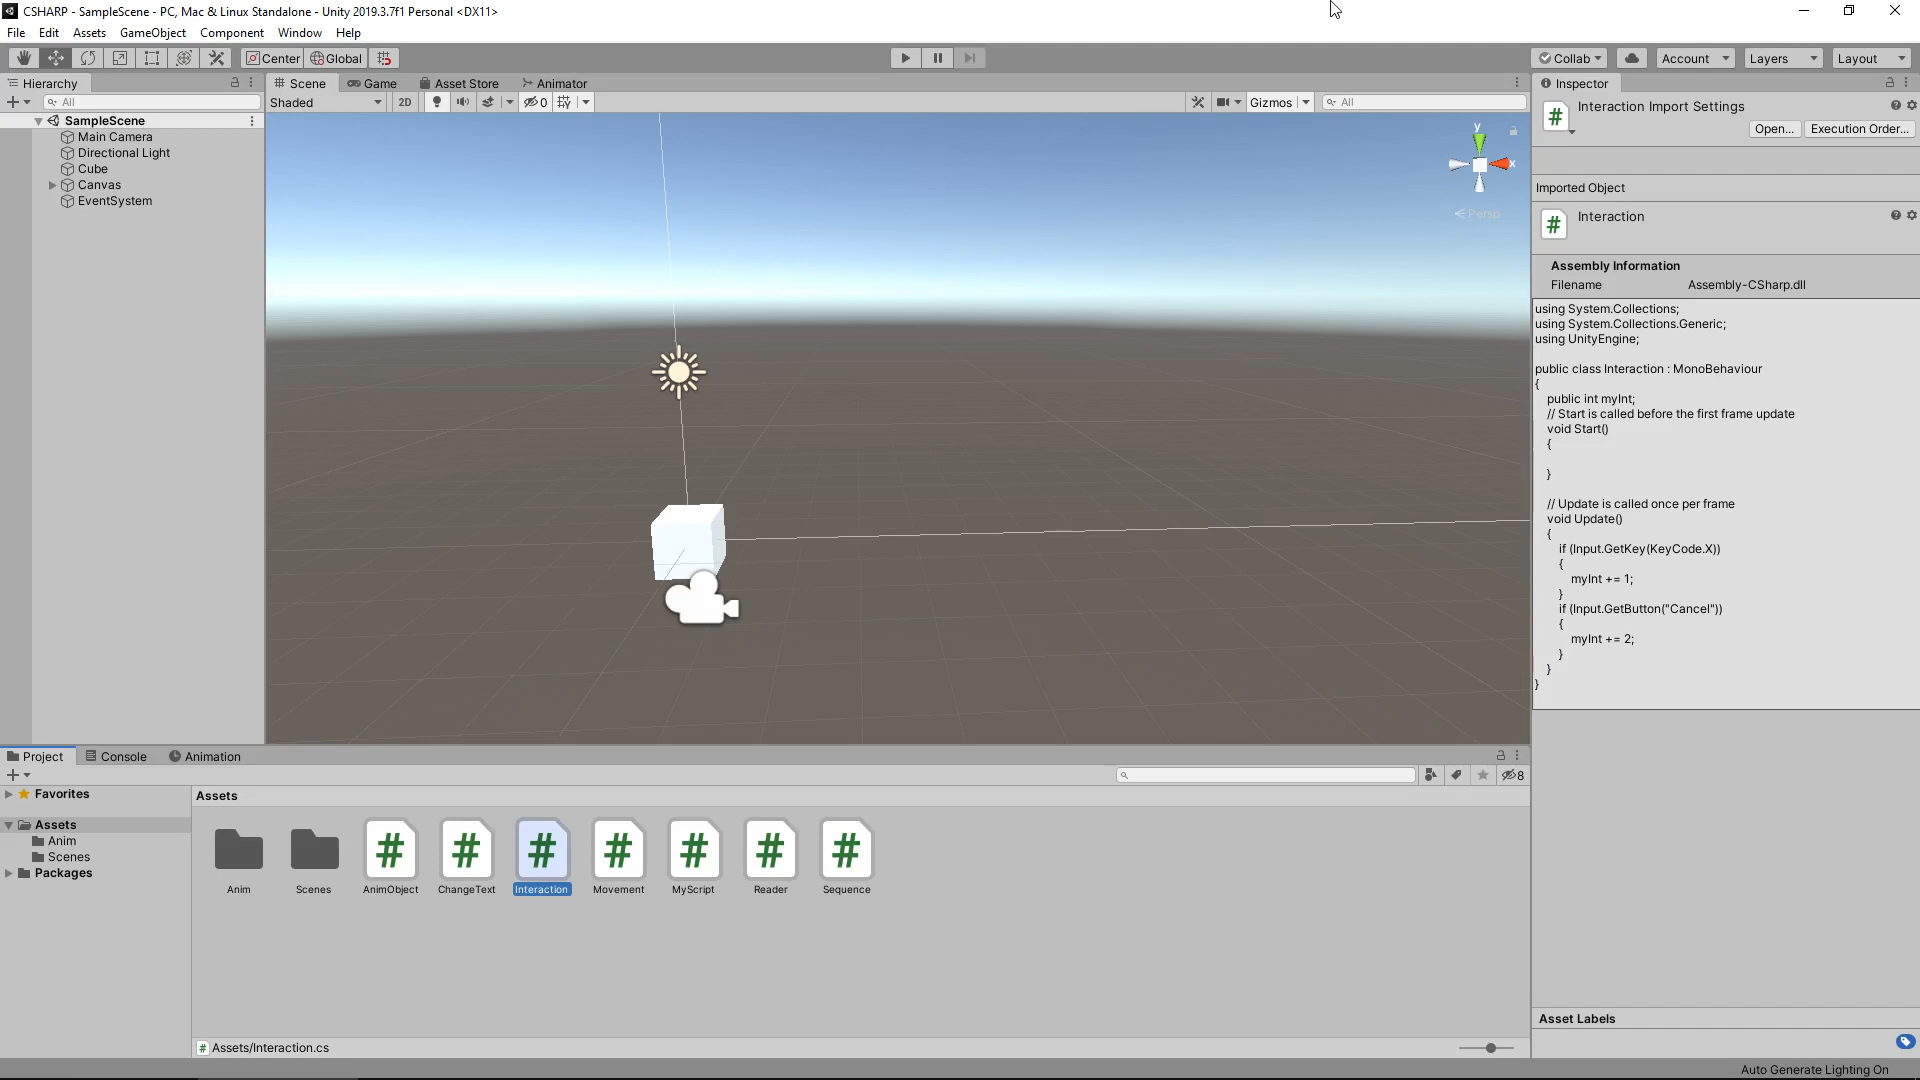 CSHARP - SampleScene - PC, Mac & Linux Standalone - Unity 2019.3.7f1 Personal <DX11>
File Edit Assets GameObject Component Window Help
Center Global Collab Account Layers Layout
Hierarchy
All
SampleScene
Main Camera
Directional Light
Cube
Canvas
EventSystem
Scene Game Asset Store Animator
Shaded 2D 0 Gizmos All
y
x
Persp
Inspector
Interaction Import Settings
Open... Execution Order...
Imported Object
Interaction
Assembly Information
Filename Assembly-CSharp.dll
using System.Collections;
using System.Collections.Generic;
using UnityEngine;
public class Interaction : MonoBehaviour
{
public int myInt;
// Start is called before the first frame update
void Start()
{
}
// Update is called once per frame
void Update()
{
if (Input.GetKey(KeyCode.X))
{
myInt += 1;
}
if (Input.GetButton("Cancel"))
{
myInt += 2;
}
}
}
Project Console Animation
8
Favorites
Assets
Anim
Scenes
Packages
Assets
Anim Scenes AnimObject ChangeText Interaction Movement MyScript Reader Sequence
Assets/Interaction.cs
Asset Labels
Auto Generate Lighting On